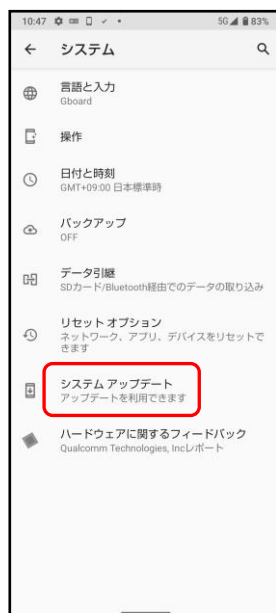 10:47 5G 83%
システム
言語と入力
Gboard
操作
日付と時刻
GMT+09:00 日本標準時
バックアップ
OFF
データ引継
SDカード/Bluetooth経由でのデータの取り込み
リセット オプション
ネットワーク、アプリ、デバイスをリセットで
きます
システム アップデート
アップデートを利用できます
ハードウェアに関するフィードバック
Qualcomm Technologies, Incレポート